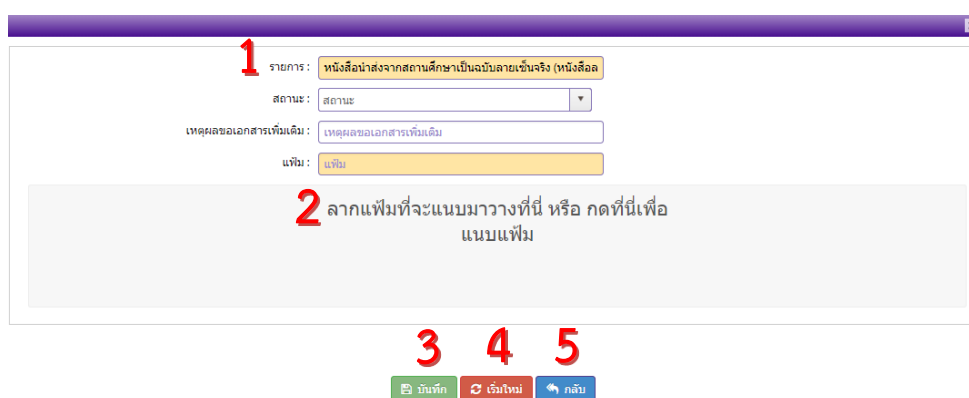 1
รายการ : หนังสือนำส่งจากสถานศึกษาเป็นฉบับลายเซ็นจริง (หนังสือล
สถานะ : สถานะ
เหตุผลขอเอกสารเพิ่มเติม : เหตุผลขอเอกสารเพิ่มเติม
แฟ้ม : แฟ้ม
2 ลากแฟ้มที่จะแนบมาวางที่นี่ หรือ กดที่นี่เพื่อ
แนบแฟ้ม
3 4 5
บันทึก เริ่มใหม่ กลับ